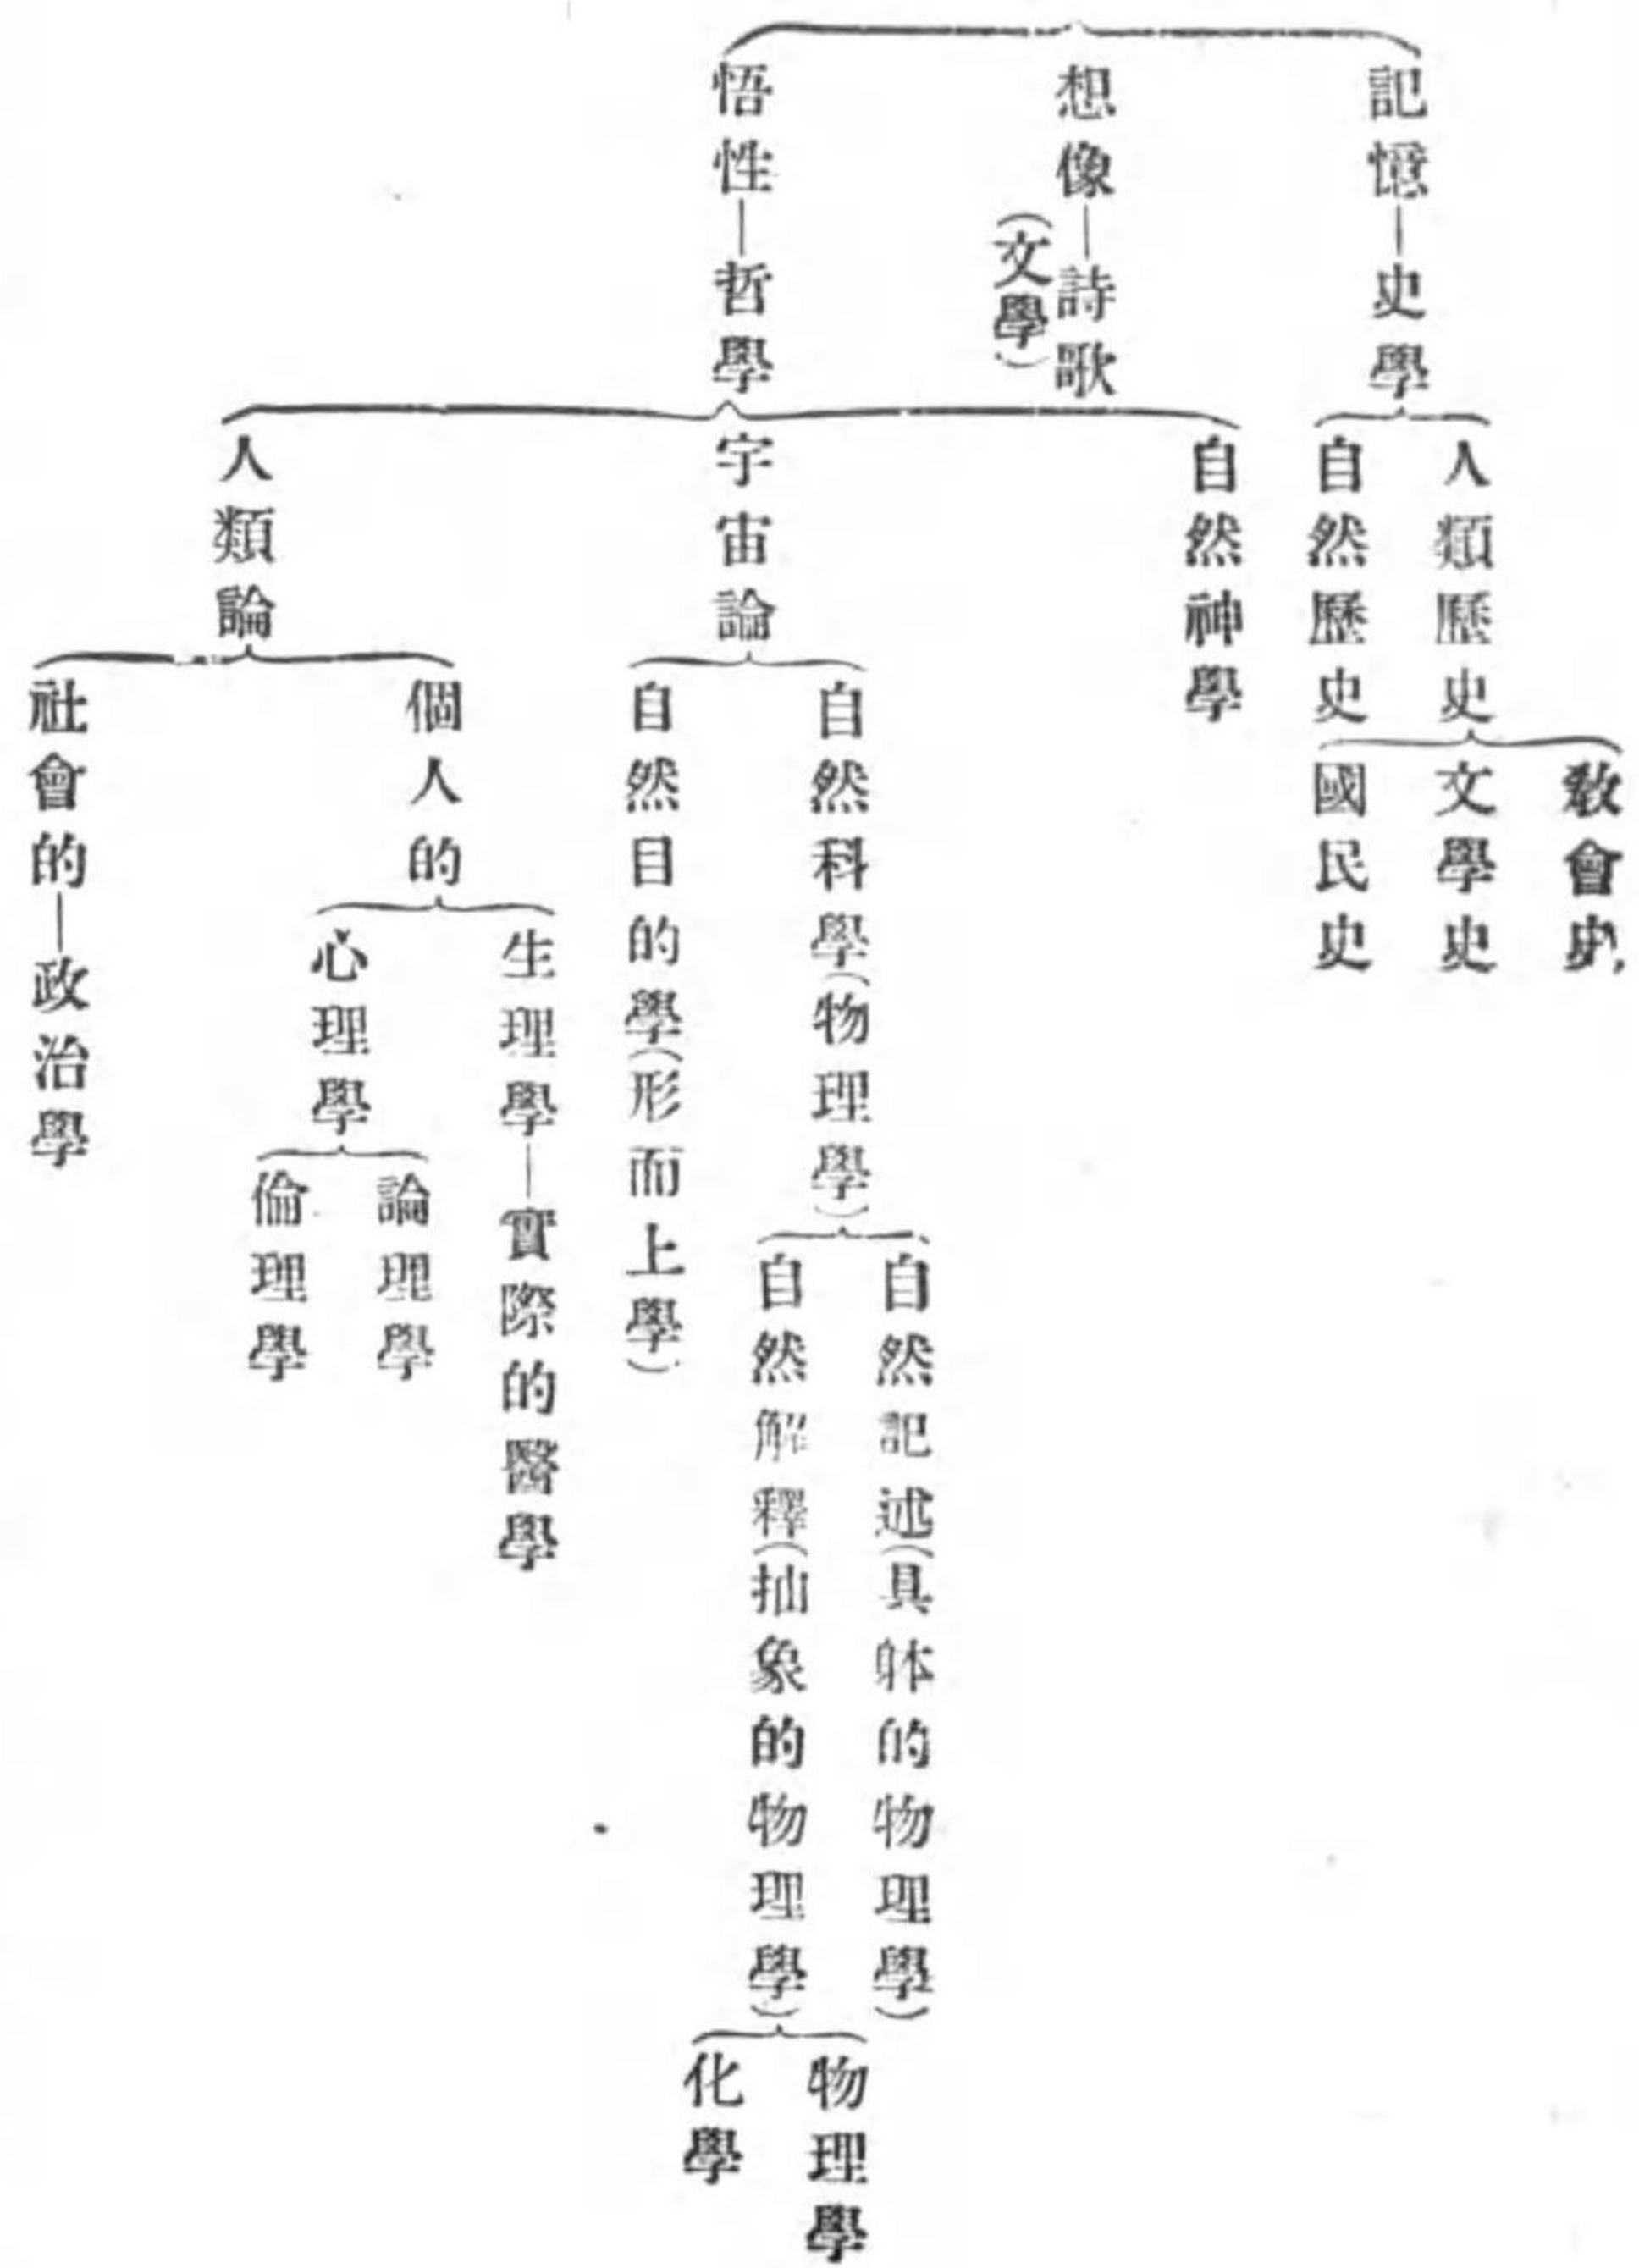 記憶―史學
人類歷史
敎會史
文學史
國民史
自然歷史
想像―詩歌
(文學)
悟性―哲學
自然神學
宇宙論
自然科學(物理學)
自然記述(具体的物理學)
自然解釋(抽象的物理學)
物理學
化學
自然目的學(形而上學)
人類論
個人的
生理學―實際的醫學
心理學
論理學
倫理學
社會的―政治學